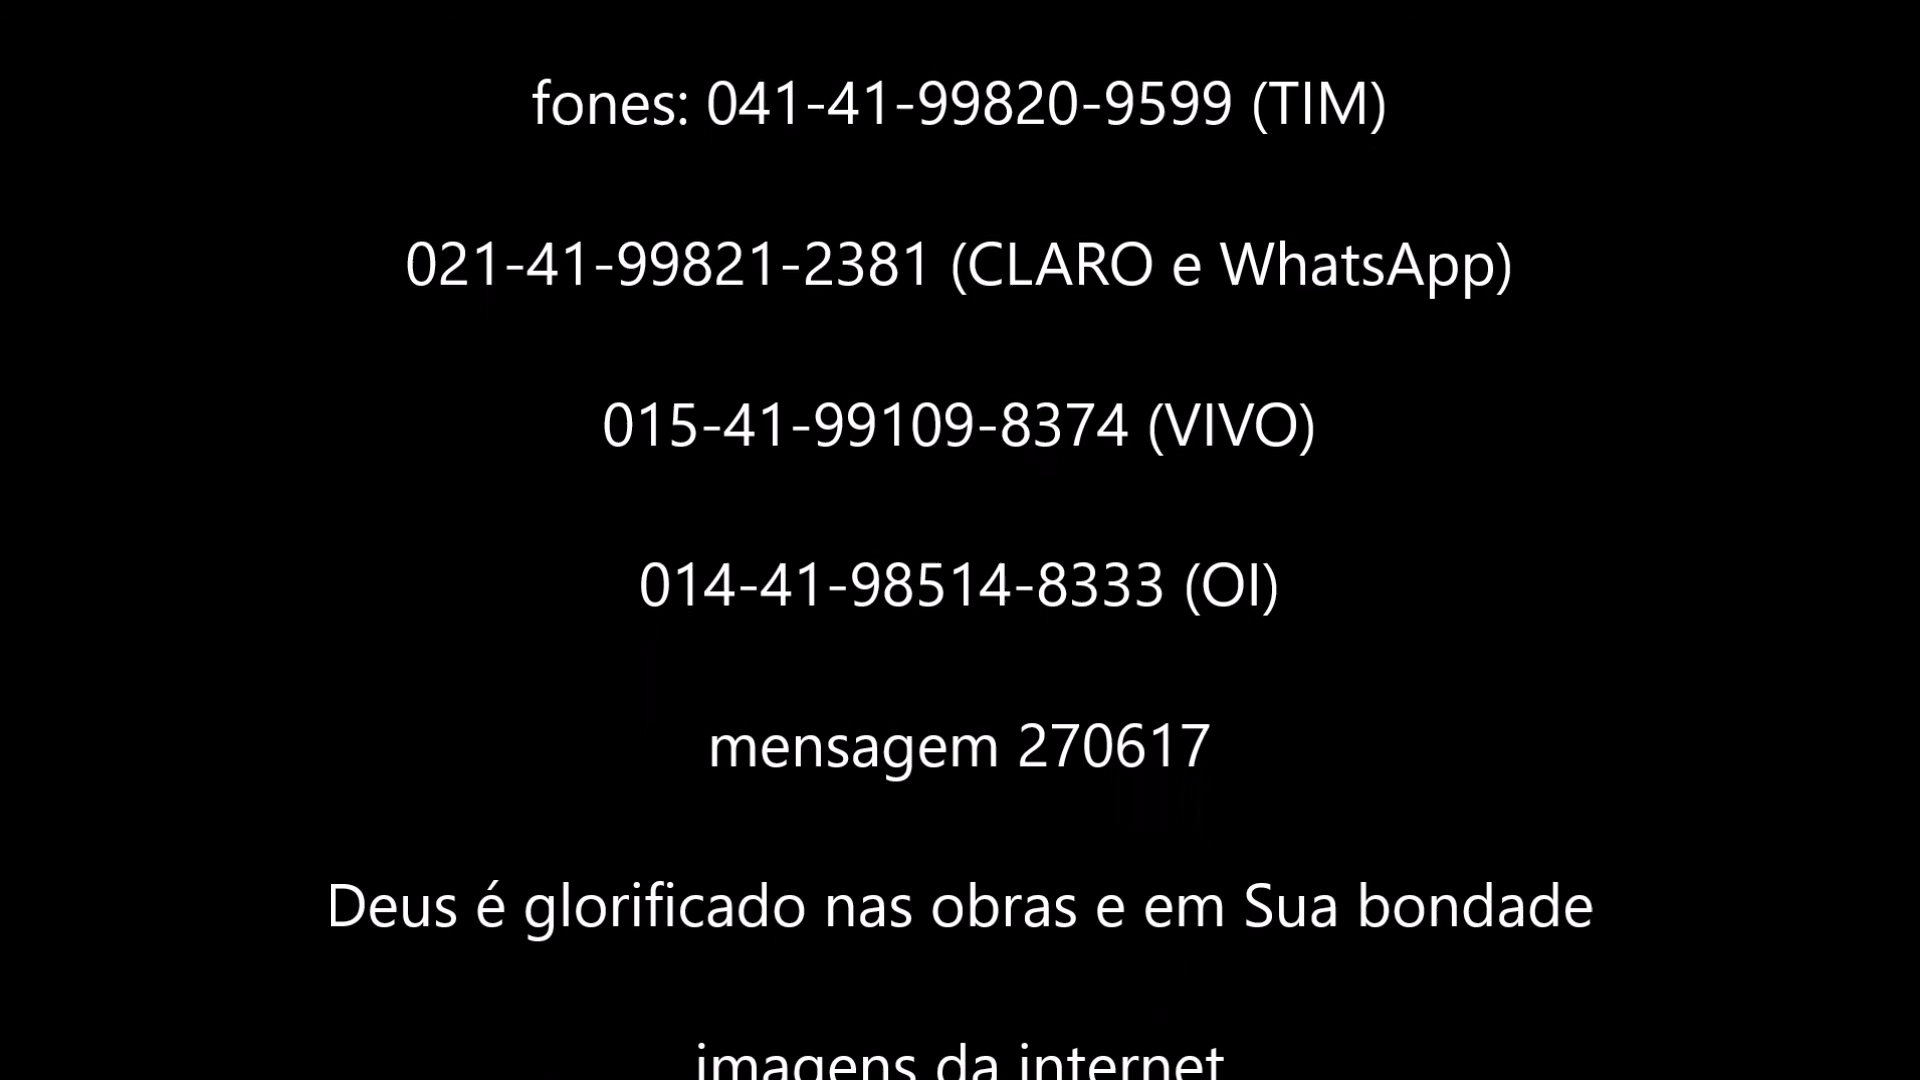 fones: 041-41-99820-9599 (TIM)
021-41-99821-2381 (CLARO e WhatsApp)
015-41-99109-8374 (VIVO)
014-41-98514-8333 (OI)
mensagem 270617
Deus é glorificado nas obras e em Sua bondade
imagens da internet